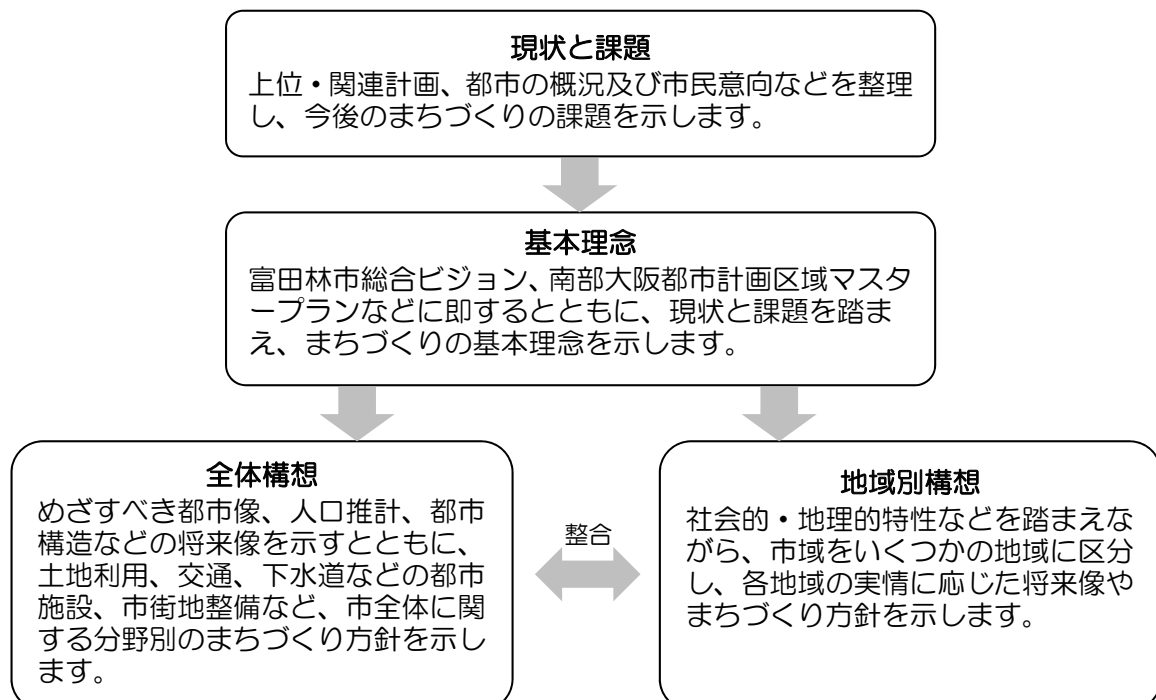 現状と課題
上位・関連計画、都市の概況及び市民意向などを整理
し、今後のまちづくりの課題を示します。
基本理念
富田林市総合ビジョン、南部大阪都市計画区域マスタ
ープランなどに即するとともに、現状と課題を踏ま
え、まちづくりの基本理念を示します。
全体構想
めざすべき都市像、人口推計、都市
構造などの将来像を示すとともに、
土地利用、交通、下水道などの都市
施設、市街地整備など、市全体に関
する分野別のまちづくり方針を示し
ます。
整合
地域別構想
社会的・地理的特性などを踏まえな
がら、市域をいくつかの地域に区分
し、各地域の実情に応じた将来像や
まちづくり方針を示します。